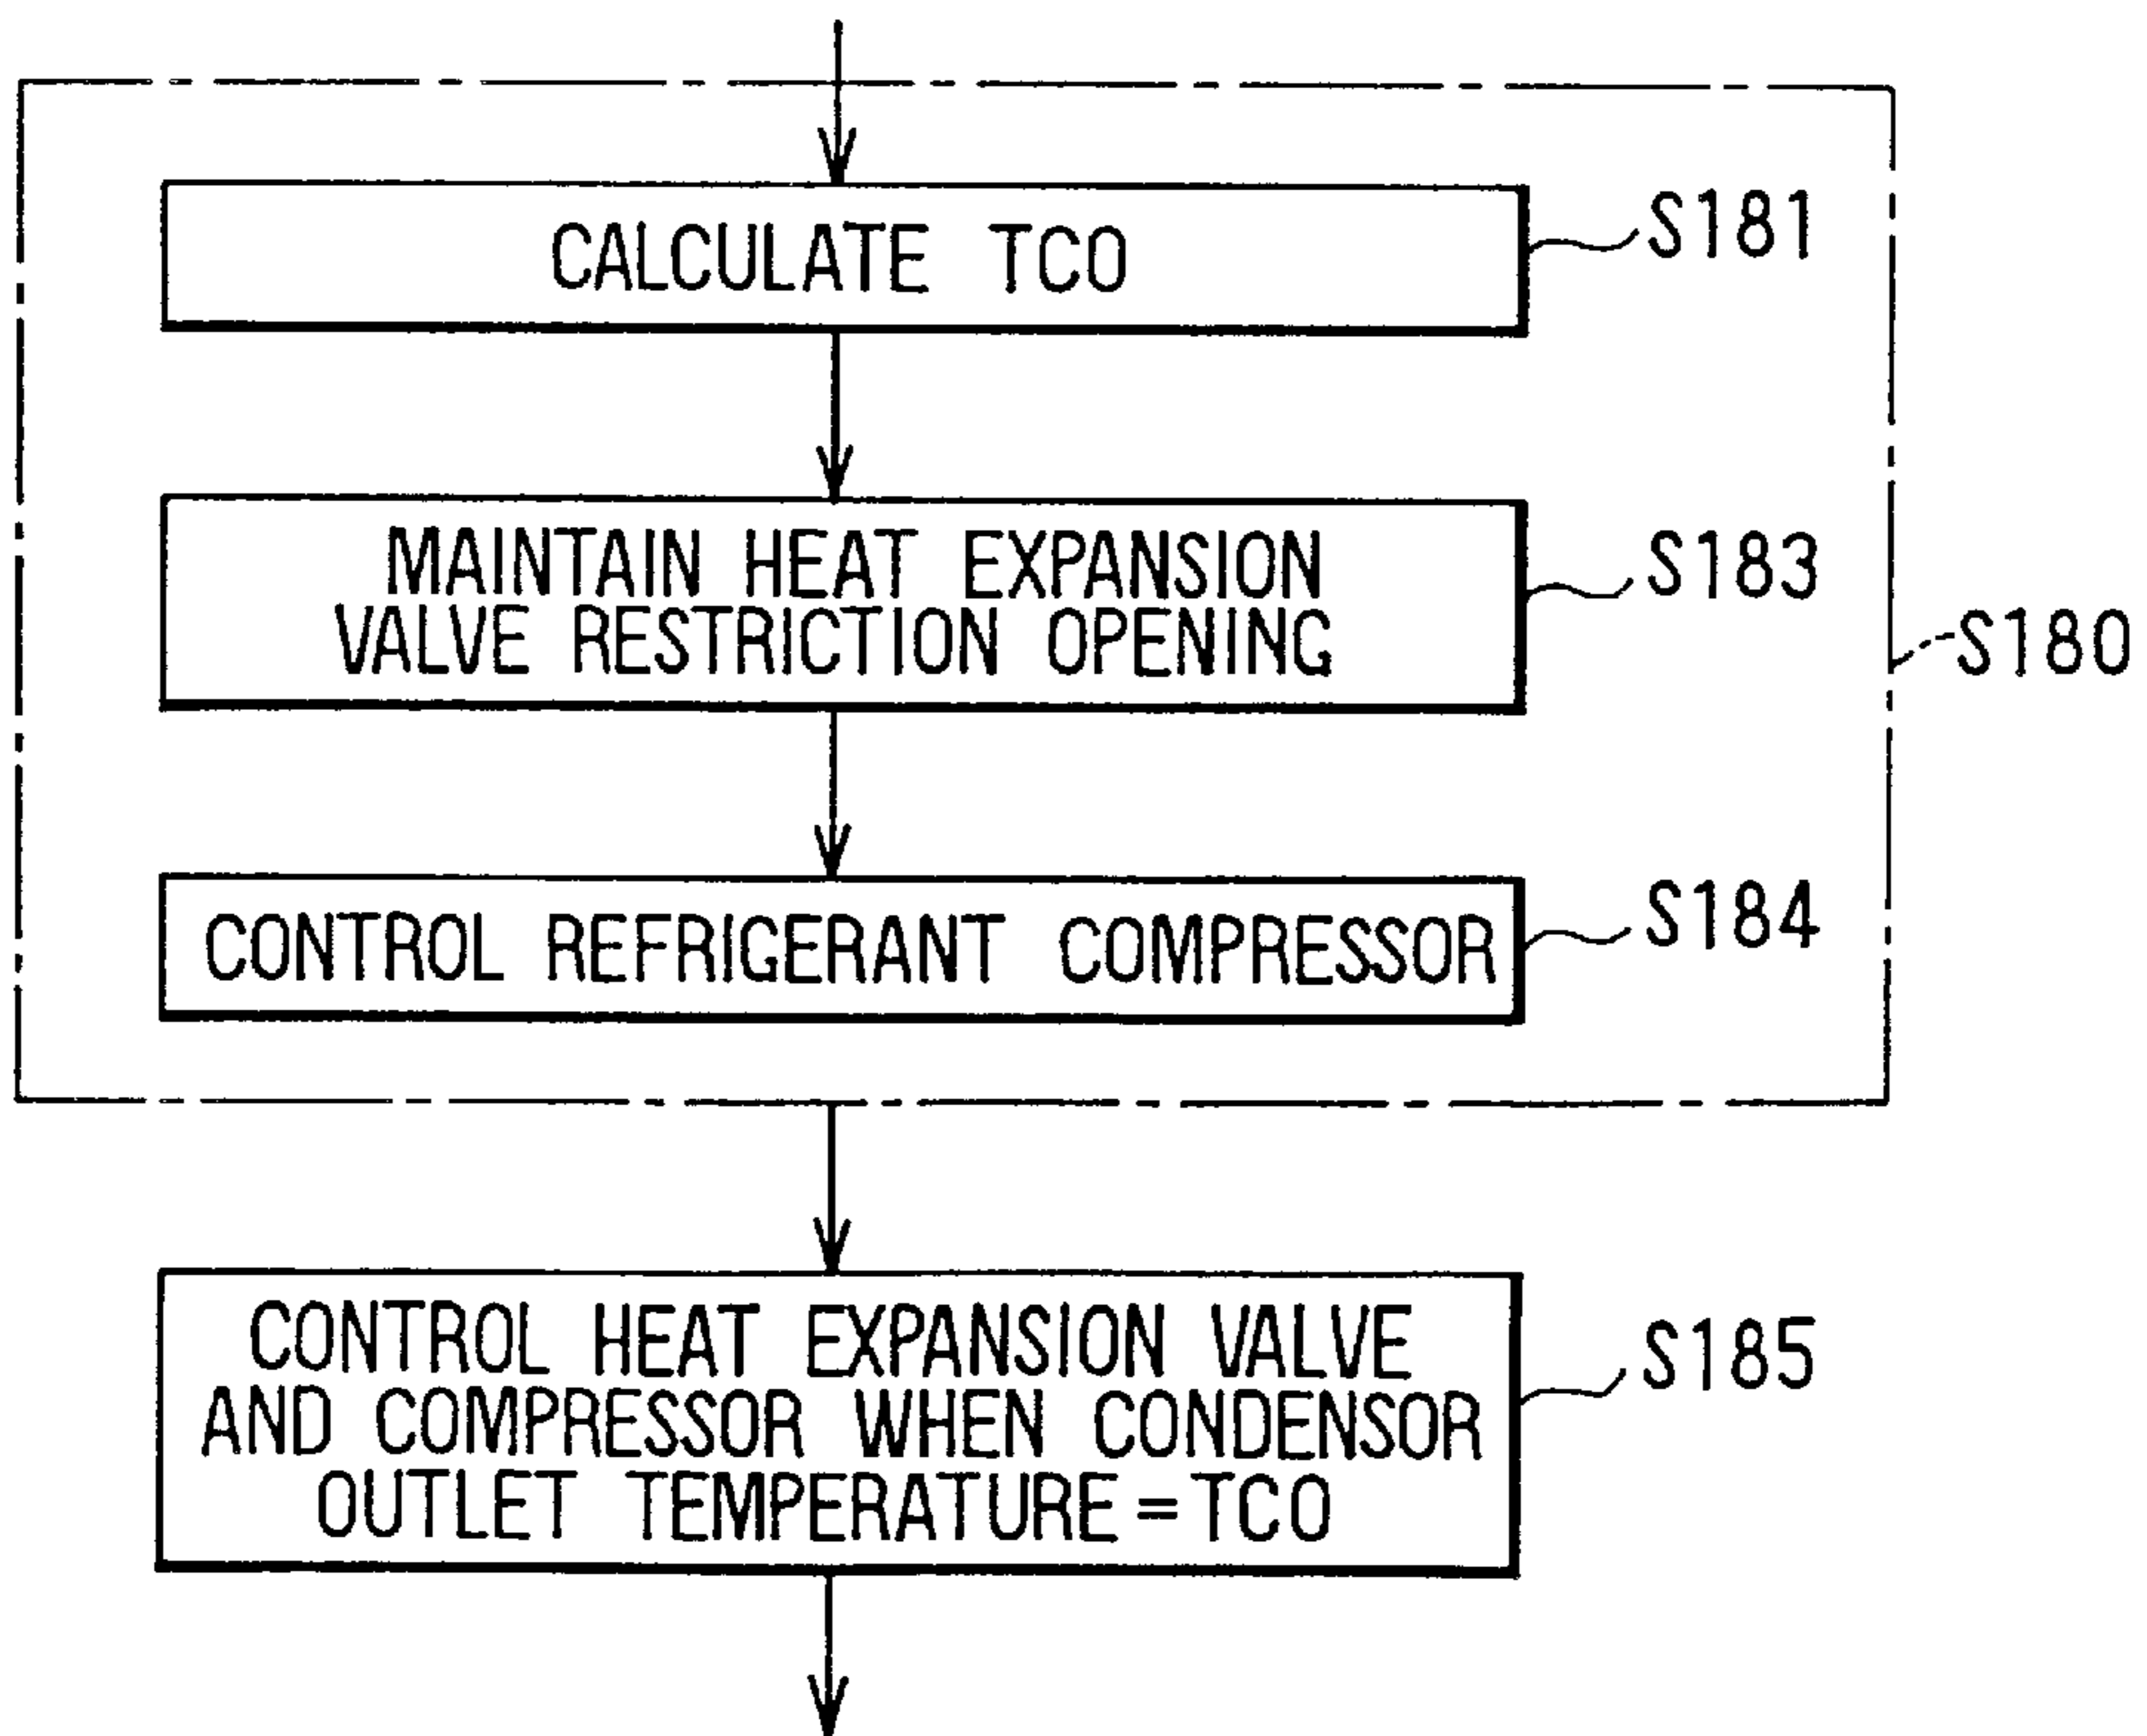 CALCULATE TCO
S181
MAINTAIN HEAT EXPANSION
VALVE RESTRICTION OPENING
S183
S180
CONTROL REFRIGERANT COMPRESSOR
S184
CONTROL HEAT EXPANSION VALVE
AND COMPRESSOR WHEN CONDENSOR
OUTLET TEMPERATURE = TCO
S185